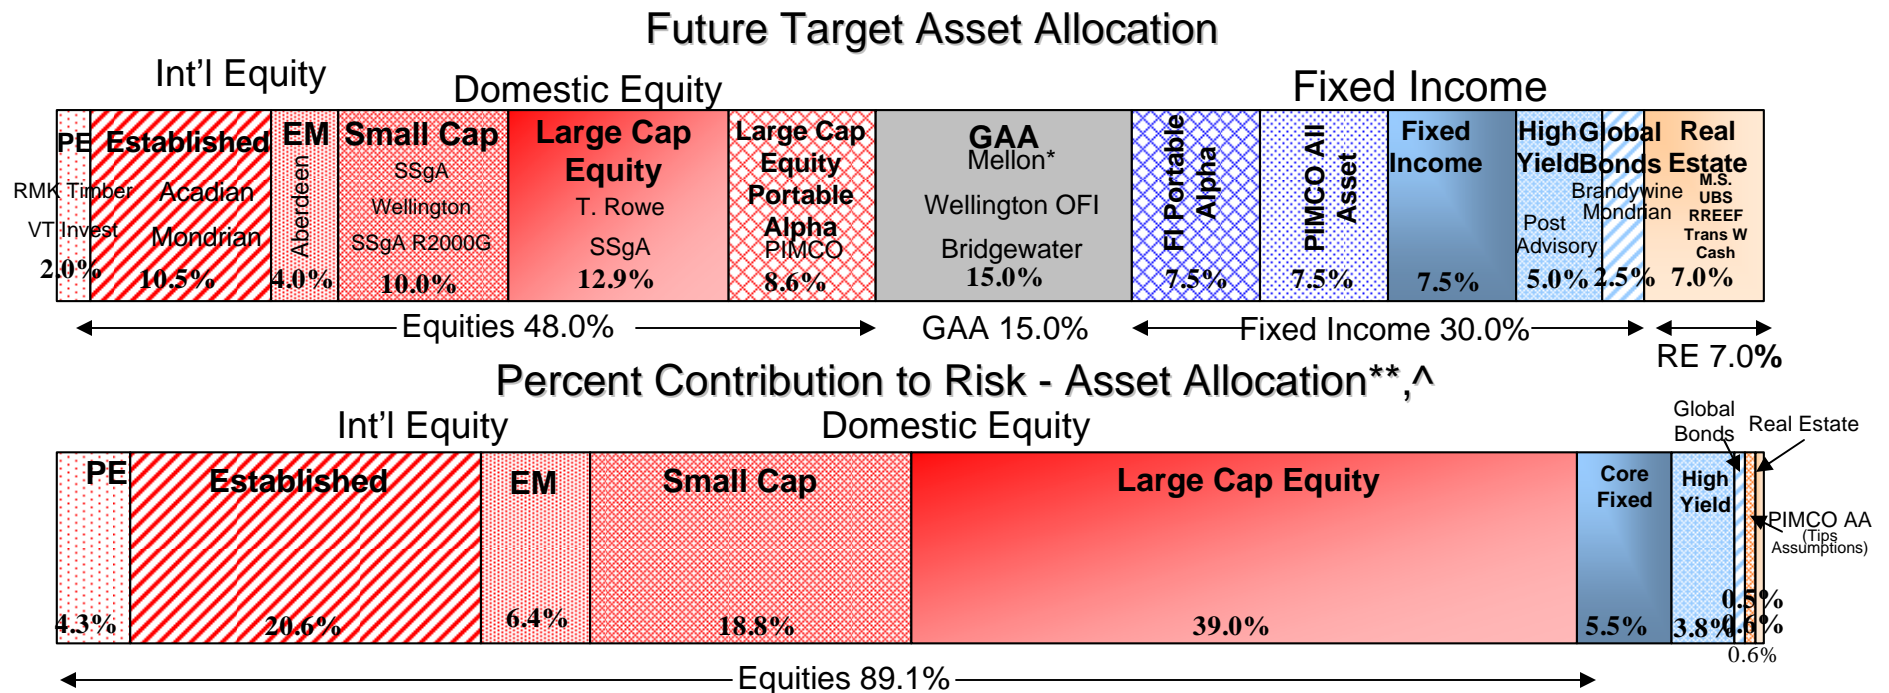 Future Target Asset Allocation
Int'l Equity
Domestic Equity
Fixed Income
PE
RMK Timber
VT Invest
2.0%
Established
Acadian
Mondrian
10.5%
EM
Aberdeen
4.0%
Small Cap
SSgA
Wellington
SSgA R2000G
10.0%
Large Cap
Equity
T. Rowe
SSgA
12.9%
Large Cap
Equity
Portable
Alpha
PIMCO
8.6%
GAA
Mellon*
Wellington OFI
Bridgewater
15.0%
FI Portable
Alpha
7.5%
PIMCO All
Asset
7.5%
Fixed
Income
7.5%
High
Yield
Post
Advisory
5.0%
Global
Bonds
Brandywine
Mondrian
2.5%
Real
Estate
M.S.
UBS
RREEF
Trans W
Cash
7.0%
Equities 48.0%
GAA 15.0%
Fixed Income 30.0%
RE 7.0%
Percent Contribution to Risk - Asset Allocation**,^
Int'l Equity
Domestic Equity
Global
Bonds
Real Estate
PE
4.3%
Established
20.6%
EM
6.4%
Small Cap
18.8%
Large Cap Equity
39.0%
Core
Fixed
5.5%
High
Yield
3.8%
PIMCO AA
(Tips
Assumptions)
0.5%
0.6%
0.6%
Equities 89.1%